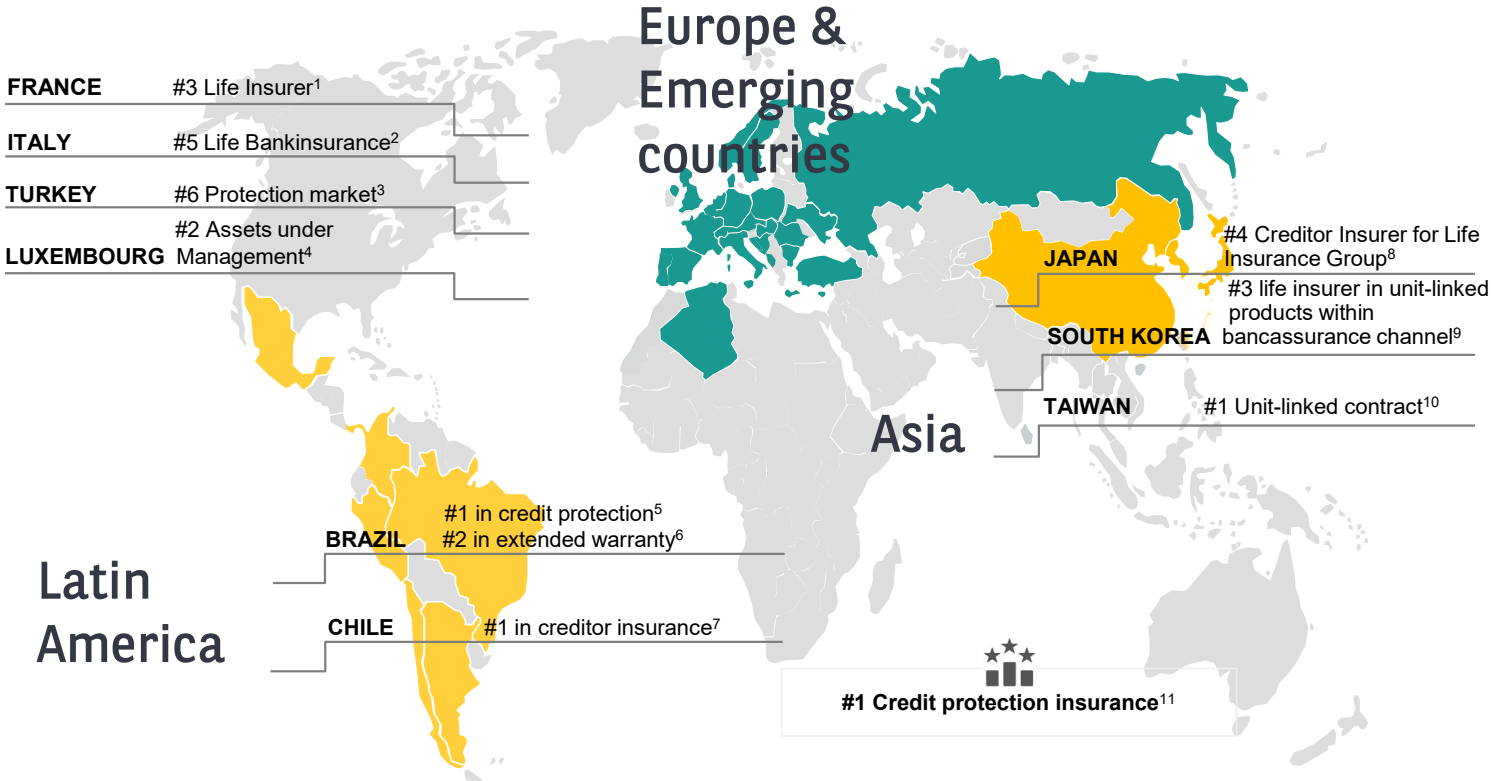 Europe &
Emerging
countries
FRANCE #3 Life Insurer¹
ITALY #5 Life Bankinsurance²
TURKEY #6 Protection market³
#2 Assets under
LUXEMBOURG Management⁴
#4 Creditor Insurer for Life
JAPAN Insurance Group⁸
#3 life insurer in unit-linked
products within
SOUTH KOREA bancassurance channel⁹
TAIWAN #1 Unit-linked contract¹⁰
Asia
#1 in credit protection⁵
BRAZIL #2 in extended warranty⁶
Latin
America
CHILE #1 in creditor insurance⁷
#1 Credit protection insurance¹¹